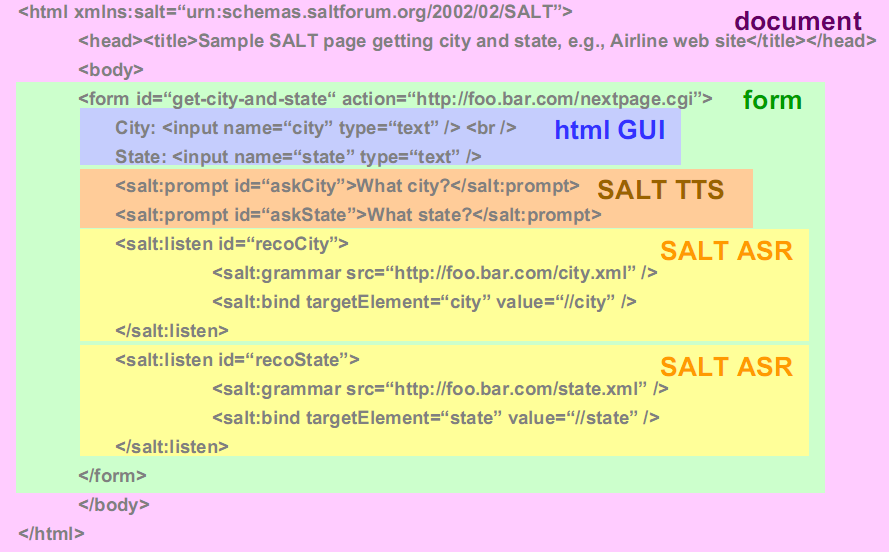 <html xmlns:salt=“urn:schemas.saltforum.org/2002/02/SALT”>
document
<head><title>Sample SALT page getting city and state, e.g., Airline web site</title></head>
<body>
<form id=“get-city-and-state“ action=“http://foo.bar.com/nextpage.cgi”>
form
City: <input name=“city” type=“text” /> <br />
html GUI
State: <input name=“state” type=“text” />
<salt:prompt id=“askCity”>What city?</salt:prompt>
SALT TTS
<salt:prompt id=“askState”>What state?</salt:prompt>
<salt:listen id=“recoCity”>
SALT ASR
<salt:grammar src=“http://foo.bar.com/city.xml” />
<salt:bind targetElement=“city” value=“//city” />
</salt:listen>
<salt:listen id=“recoState”>
SALT ASR
<salt:grammar src=“http://foo.bar.com/state.xml” />
<salt:bind targetElement=“state” value=“//state” />
</salt:listen>
</form>
</body>
</html>